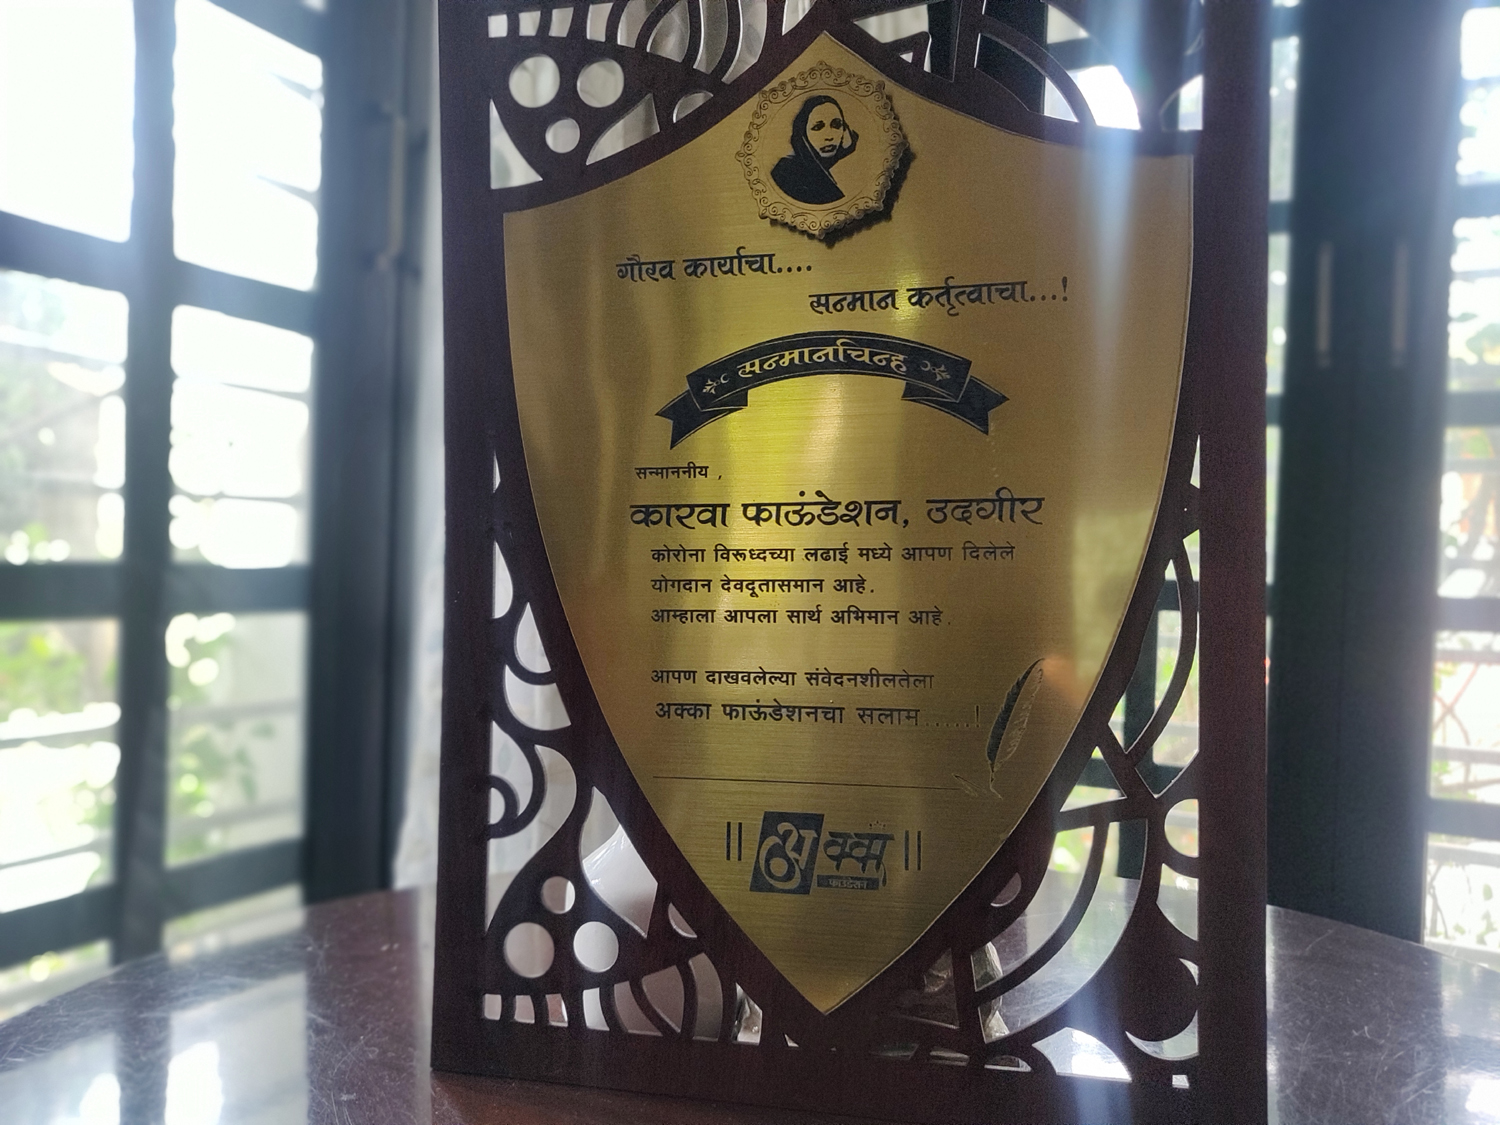 गौरव कार्याचा....
सन्मान कर्तृत्वाचा...!
सन्मानचिन्ह
सन्माननीय ,
कारवा फाऊंडेशन, उदगीर
कोरोना विरूध्दच्या लढाई मध्ये आपण दिलेले
योगदान देवदूतासमान आहे.
आम्हाला आपला सार्थ अभिमान आहे.
आपण दाखवलेल्या संवेदनशीलतेला
अक्का फाऊंडेशनचा सलाम......!
|| अक्का ||
फाउंडेशन